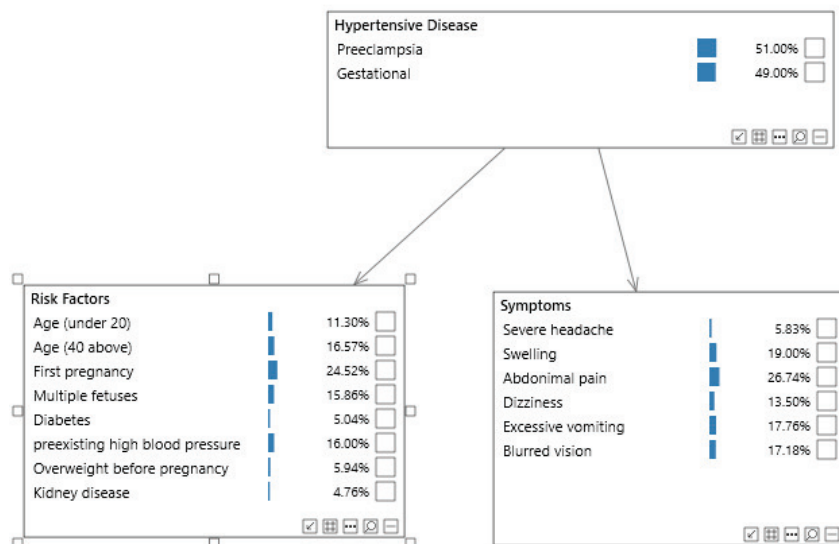 Hypertensive Disease
Preeclampsia 51.00%
Gestational 49.00%
Risk Factors
Age (under 20) 11.30%
Age (40 above) 16.57%
First pregnancy 24.52%
Multiple fetuses 15.86%
Diabetes 5.04%
preexisting high blood pressure 16.00%
Overweight before pregnancy 5.94%
Kidney disease 4.76%
Symptoms
Severe headache 5.83%
Swelling 19.00%
Abdonimal pain 26.74%
Dizziness 13.50%
Excessive vomiting 17.76%
Blurred vision 17.18%